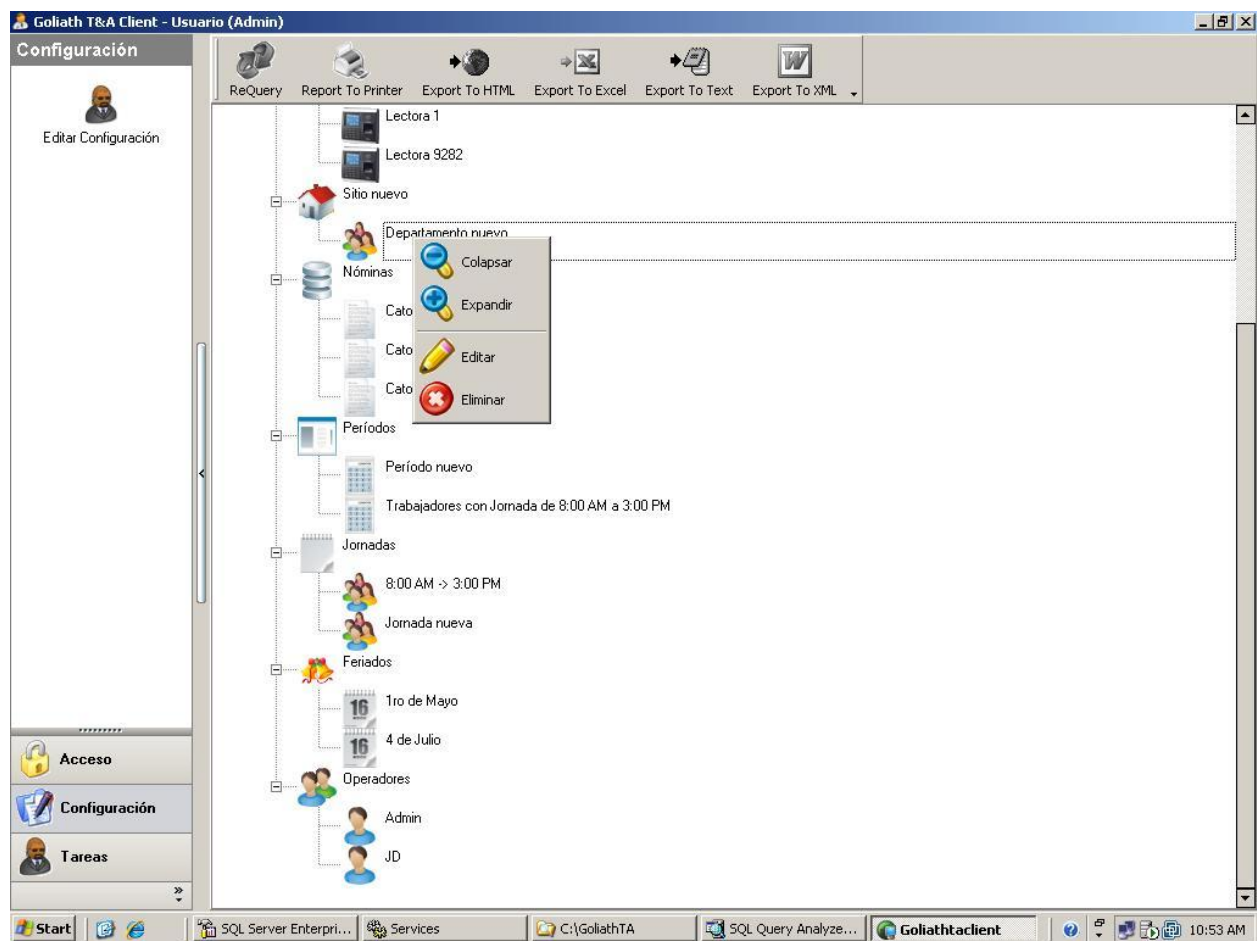 Goliath T&A Client - Usuario (Admin)
Configuración
Editar Configuración
ReQuery
Report To Printer
Export To HTML
Export To Excel
Export To Text
Export To XML
Lectora 1
Lectora 9282
Sitio nuevo
Departamento nuevo
Nóminas
Cato
Cato
Cato
Colapsar
Expandir
Editar
Eliminar
Períodos
Período nuevo
Trabajadores con Jornada de 8:00 AM a 3:00 PM
Jornadas
8:00 AM -> 3:00 PM
Jornada nueva
Feriados
16
1ro de Mayo
16
4 de Julio
Operadores
Admin
JD
Acceso
Configuración
Tareas
Start
SQL Server Enterpri...
Services
C:\GoliathTA
SQL Query Analyze...
Goliathtaclient
10:53 AM